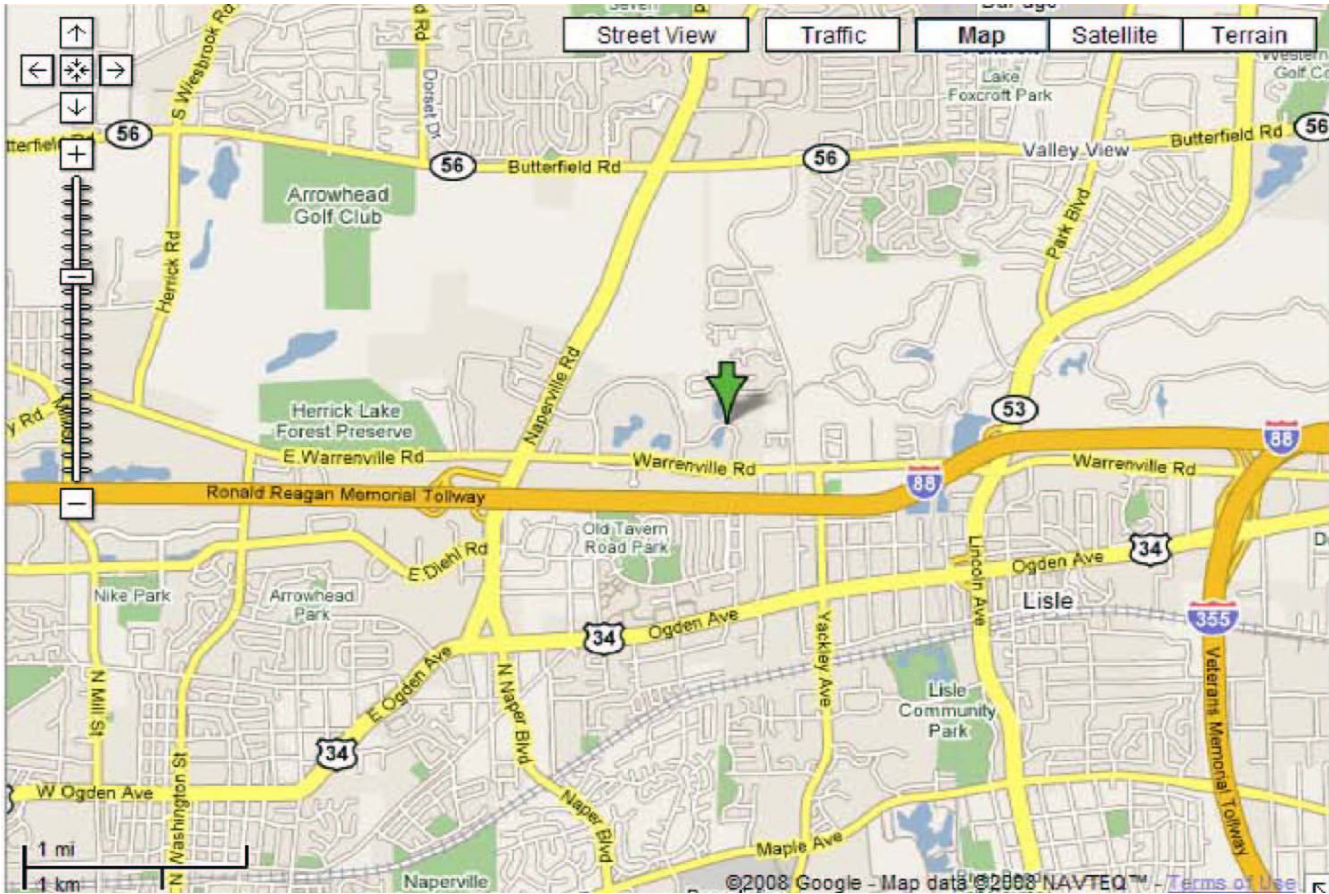 Street View
Traffic
Map
Satellite
Terrain
S Wiesbrook Rd
Dorset Dr
Rd
Lake
Foxcroft Park
Western
56
Butterfield Rd
56
56
Valley View
Butterfield Rd
56
Arrowhead
Golf Club
Park Blvd
Herrick Rd
Naperville Rd
Herrick Lake
Forest Preserve
53
88
E Warrenville Rd
Warrenville Rd
Warrenville Rd
88
Ronald Reagan Memorial Tollway
Old Tavern
Road Park
34
E Diehl Rd
Lincoln Ave
Ogden Ave
Nike Park
Arrowhead
Park
Lisle
355
34
Ogden Ave
Yackley Ave
N Mill St
E Ogden Ave
N Naper Blvd
Lisle
Community
Park
Veterans Memorial Tollway
34
W Ogden Ave
N Washington St
Naper Blvd
Maple Ave
1 mi
1 km
Naperville
©2008 Google - Map data ©2008 NAVTEQ™ - Terms of Use